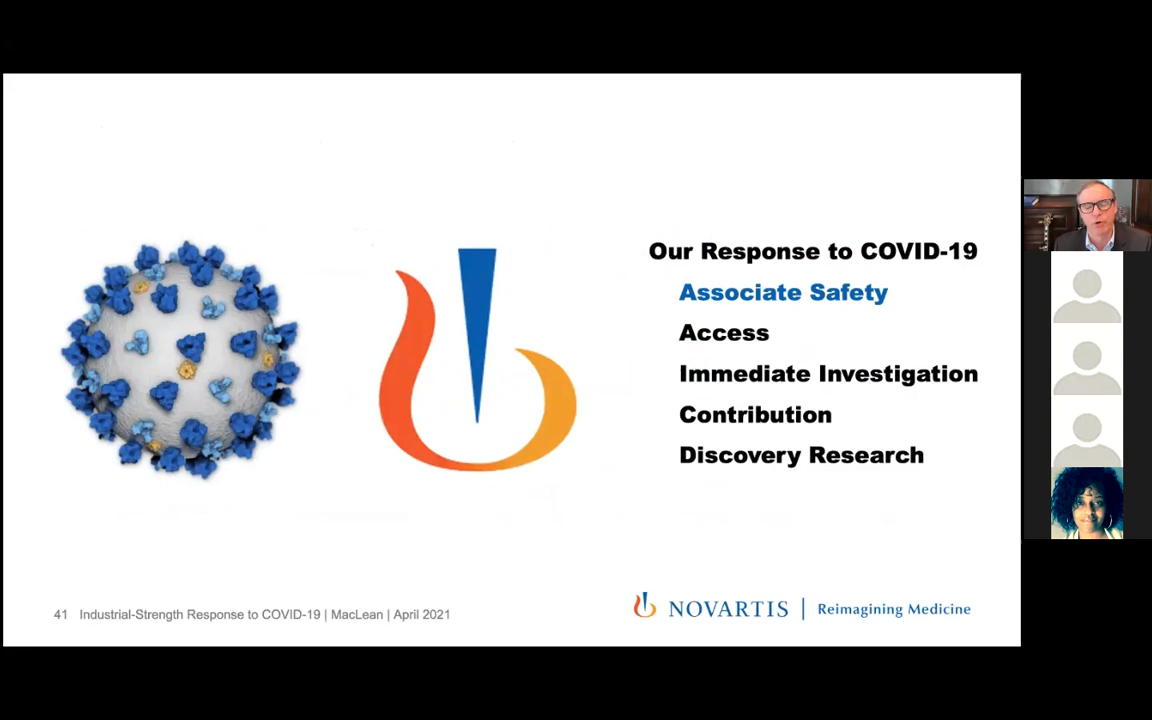 Our Response to COVID-19
Associate Safety
Access
Immediate Investigation
Contribution
Discovery Research
41 Industrial-Strength Response to COVID-19 | MacLean | April 2021
NOVARTIS | Reimagining Medicine